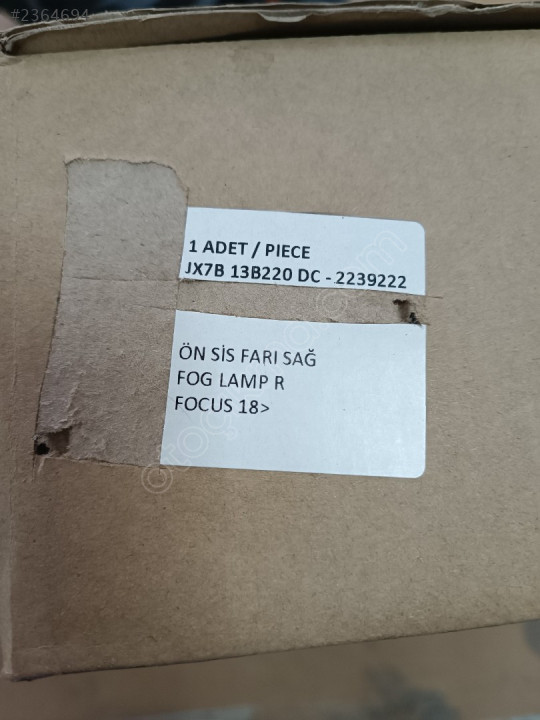 #2364694
1 ADET / PIECE
JX7B 13B220 DC - 2239222
ÖN SİS FARI SAĞ
FOG LAMP R
FOCUS 18>